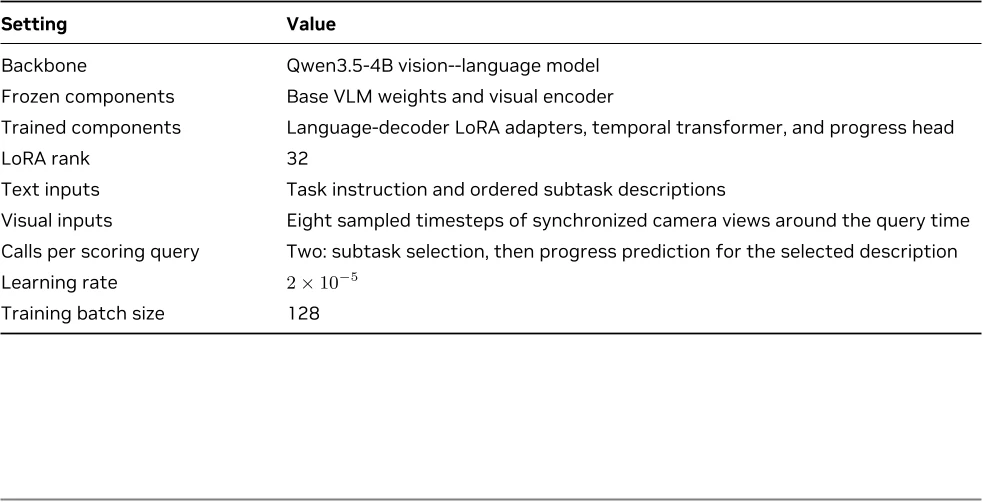 Setting Value
Backbone Qwen3.5-4B vision--language model
Frozen components Base VLM weights and visual encoder
Trained components Language-decoder LoRA adapters, temporal transformer, and progress head
LoRA rank 32
Text inputs Task instruction and ordered subtask descriptions
Visual inputs Eight sampled timesteps of synchronized camera views around the query time
Calls per scoring query Two: subtask selection, then progress prediction for the selected description
Learning rate 2 × 10⁻⁵
Training batch size 128